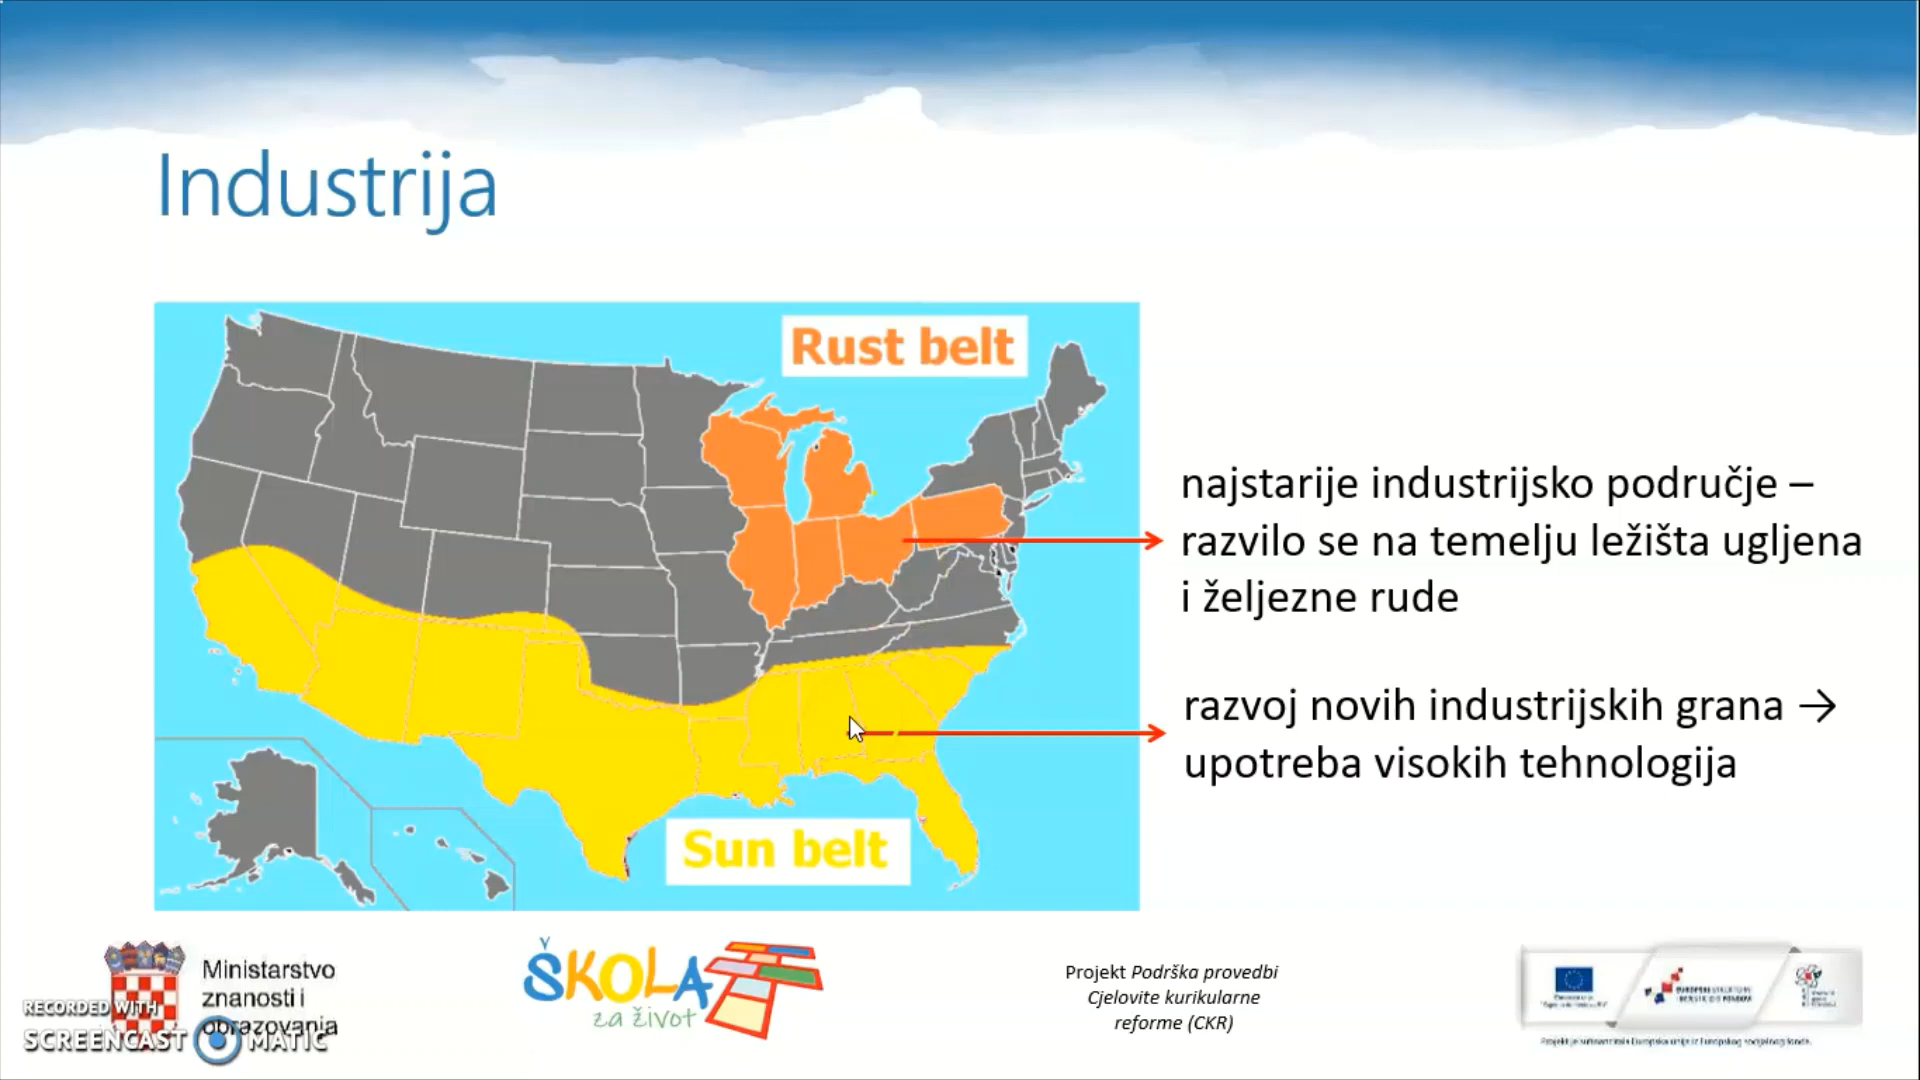 Industrija
Rust belt
najstarije industrijsko područje –
razvilo se na temelju ležišta ugljena
i željezne rude
razvoj novih industrijskih grana →
upotreba visokih tehnologija
Sun belt
Ministarstvo
znanosti i
obrazovanja
RECORDED WITH
SCREENCAST MATIC
ŠKOLA
za život
Projekt Podrška provedbi
Cjelovite kurikularne
reforme (CKR)